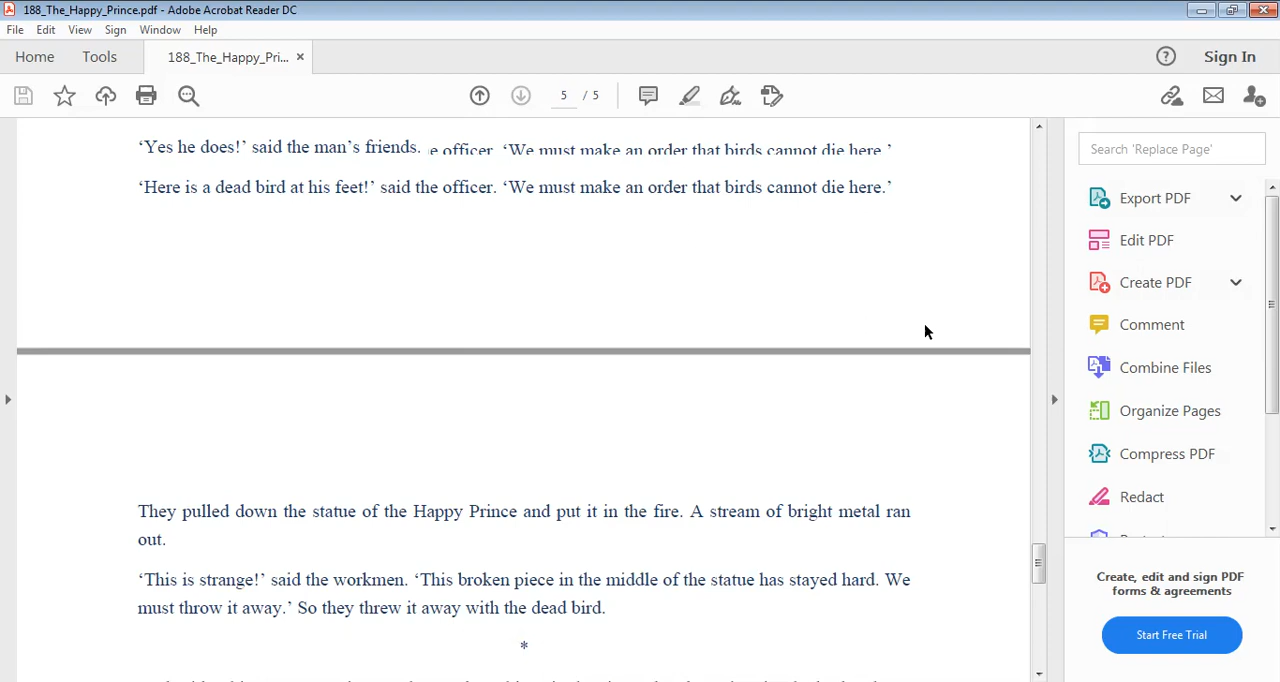 188_The_Happy_Prince.pdf - Adobe Acrobat Reader DC
File Edit View Sign Window Help
Home Tools 188_The_Happy_Pri... ×
Sign In
5 / 5
‘Yes he does!’ said the man’s friends. e officer. ‘We must make an order that birds cannot die here.’
‘Here is a dead bird at his feet!’ said the officer. ‘We must make an order that birds cannot die here.’
They pulled down the statue of the Happy Prince and put it in the fire. A stream of bright metal ran
out.
‘This is strange!’ said the workmen. ‘This broken piece in the middle of the statue has stayed hard. We
must throw it away.’ So they threw it away with the dead bird.
*
Search 'Replace Page'
Export PDF
Edit PDF
Create PDF
Comment
Combine Files
Organize Pages
Compress PDF
Redact
Create, edit and sign PDF
forms & agreements
Start Free Trial